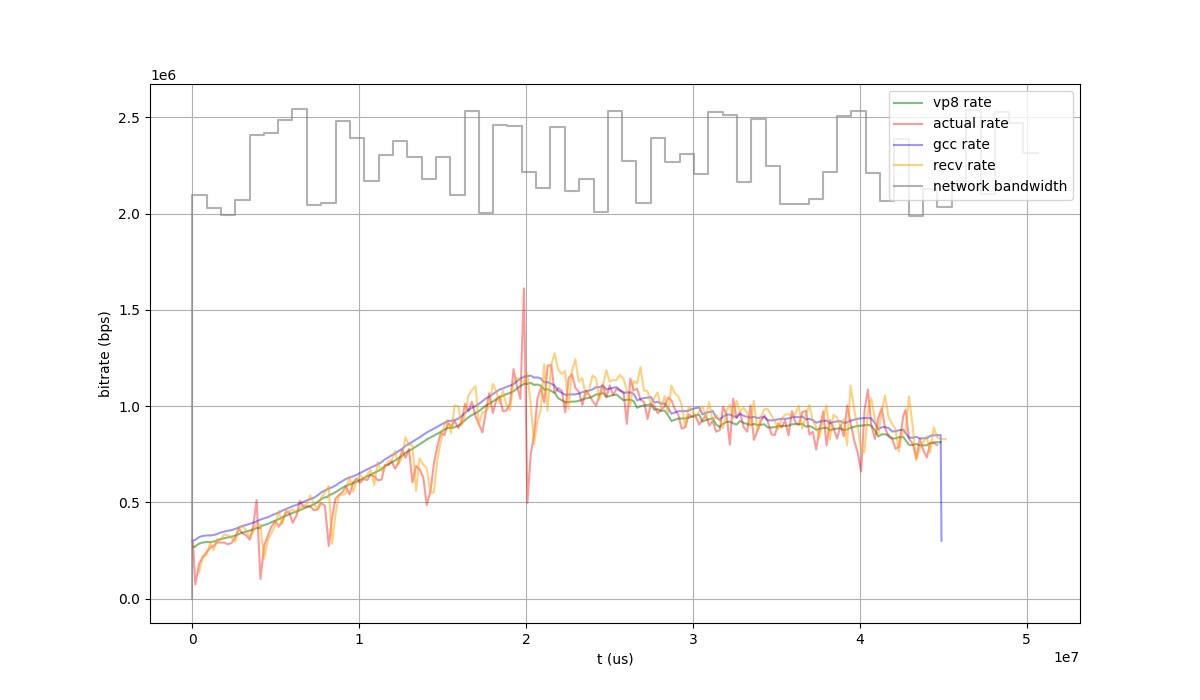 1e6
2.5
2.0
1.5
1.0
0.5
0.0
bitrate (bps)
vp8 rate
actual rate
gcc rate
recv rate
network bandwidth
0 1 2 3 4 5
t (us)
1e7